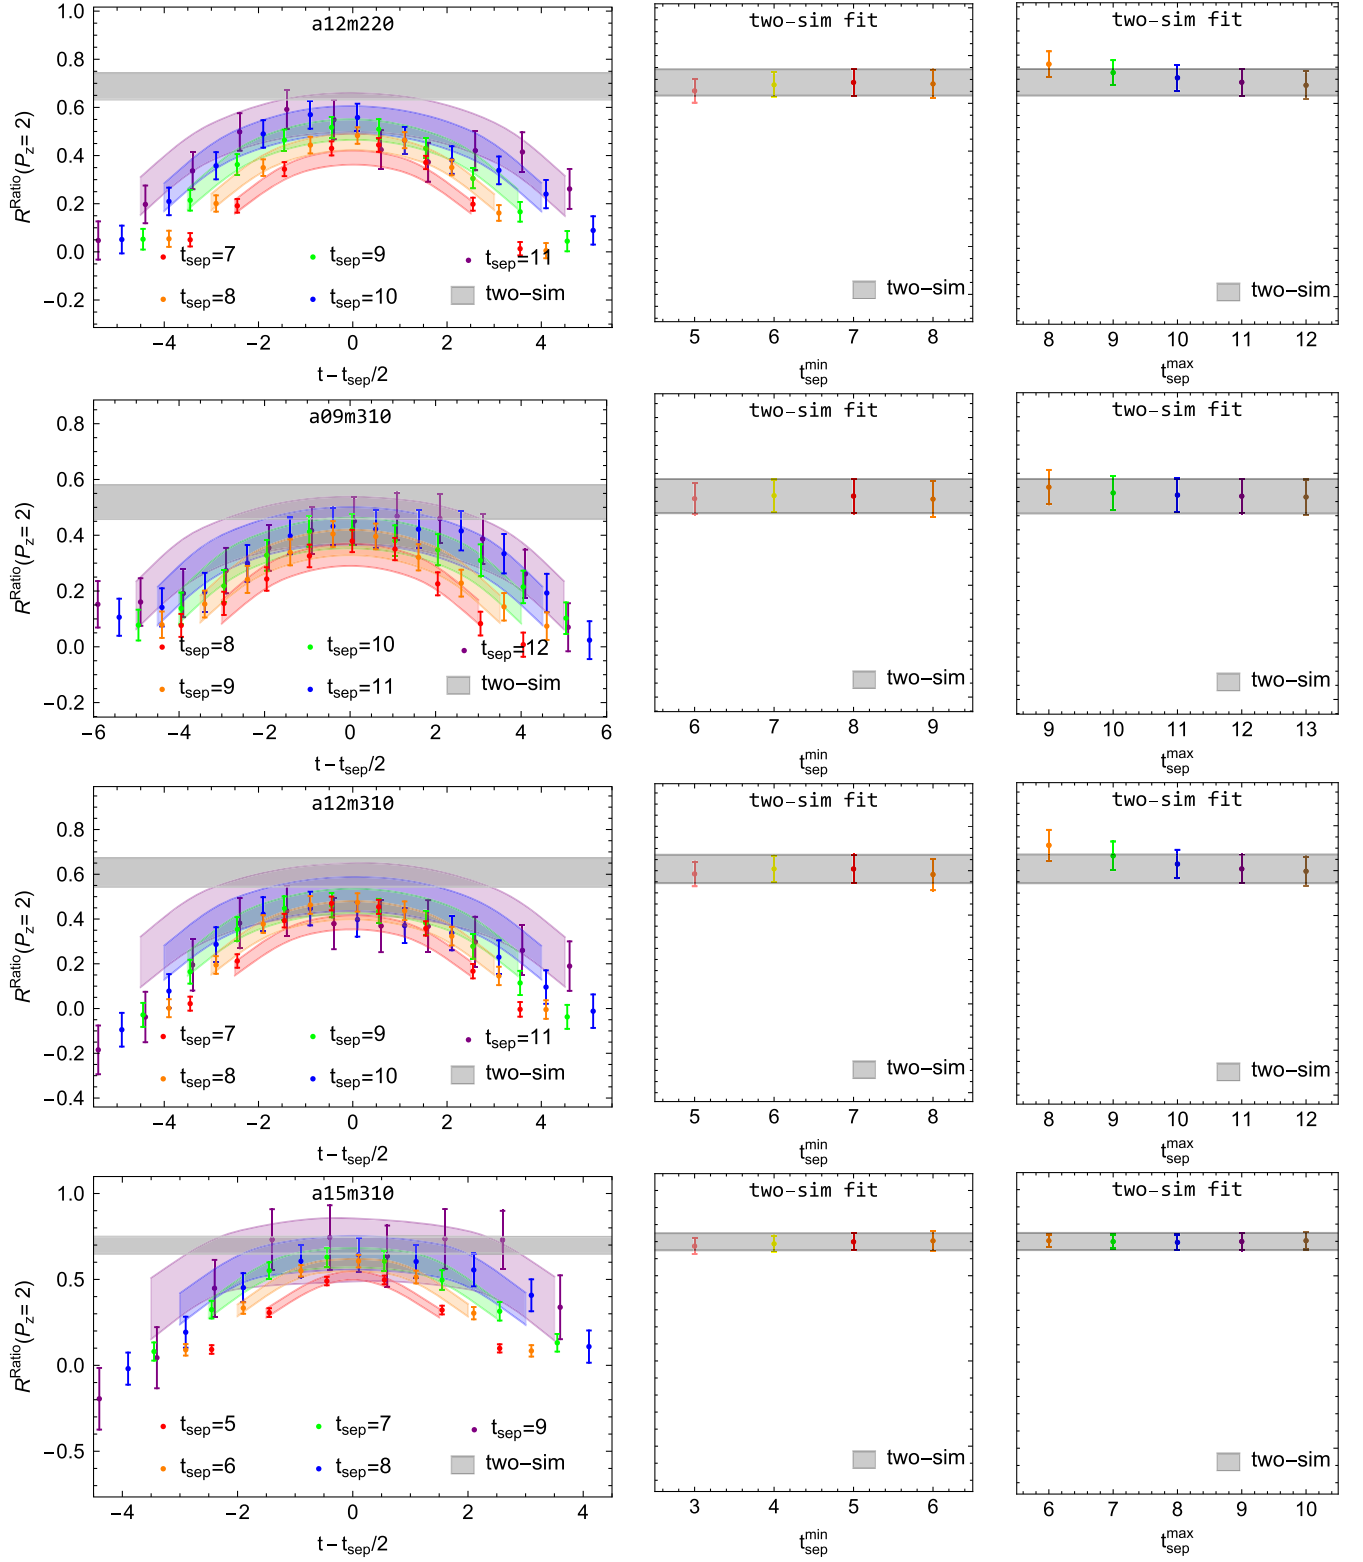 a12m220
two-sim fit
two-sim fit
R^Ratio(P_z = 2)
1.0
0.8
0.6
0.4
0.2
0.0
−0.2
t_sep=7
t_sep=9
t_sep=11
t_sep=8
t_sep=10
two-sim
two-sim
two-sim
−4 −2 0 2 4
5 6 7 8
8 9 10 11 12
t − t_sep/2
t_sep^min
t_sep^max
a09m310
two-sim fit
two-sim fit
R^Ratio(P_z = 2)
0.8
0.6
0.4
0.2
0.0
−0.2
t_sep=8
t_sep=10
t_sep=12
t_sep=9
t_sep=11
two-sim
two-sim
two-sim
−6 −4 −2 0 2 4 6
6 7 8 9
9 10 11 12 13
t − t_sep/2
t_sep^min
t_sep^max
a12m310
two-sim fit
two-sim fit
R^Ratio(P_z = 2)
0.8
0.6
0.4
0.2
0.0
−0.2
−0.4
t_sep=7
t_sep=9
t_sep=11
t_sep=8
t_sep=10
two-sim
two-sim
two-sim
−4 −2 0 2 4
5 6 7 8
8 9 10 11 12
t − t_sep/2
t_sep^min
t_sep^max
a15m310
two-sim fit
two-sim fit
R^Ratio(P_z = 2)
1.0
0.5
0.0
−0.5
t_sep=5
t_sep=7
t_sep=9
t_sep=6
t_sep=8
two-sim
two-sim
two-sim
−4 −2 0 2 4
3 4 5 6
6 7 8 9 10
t − t_sep/2
t_sep^min
t_sep^max